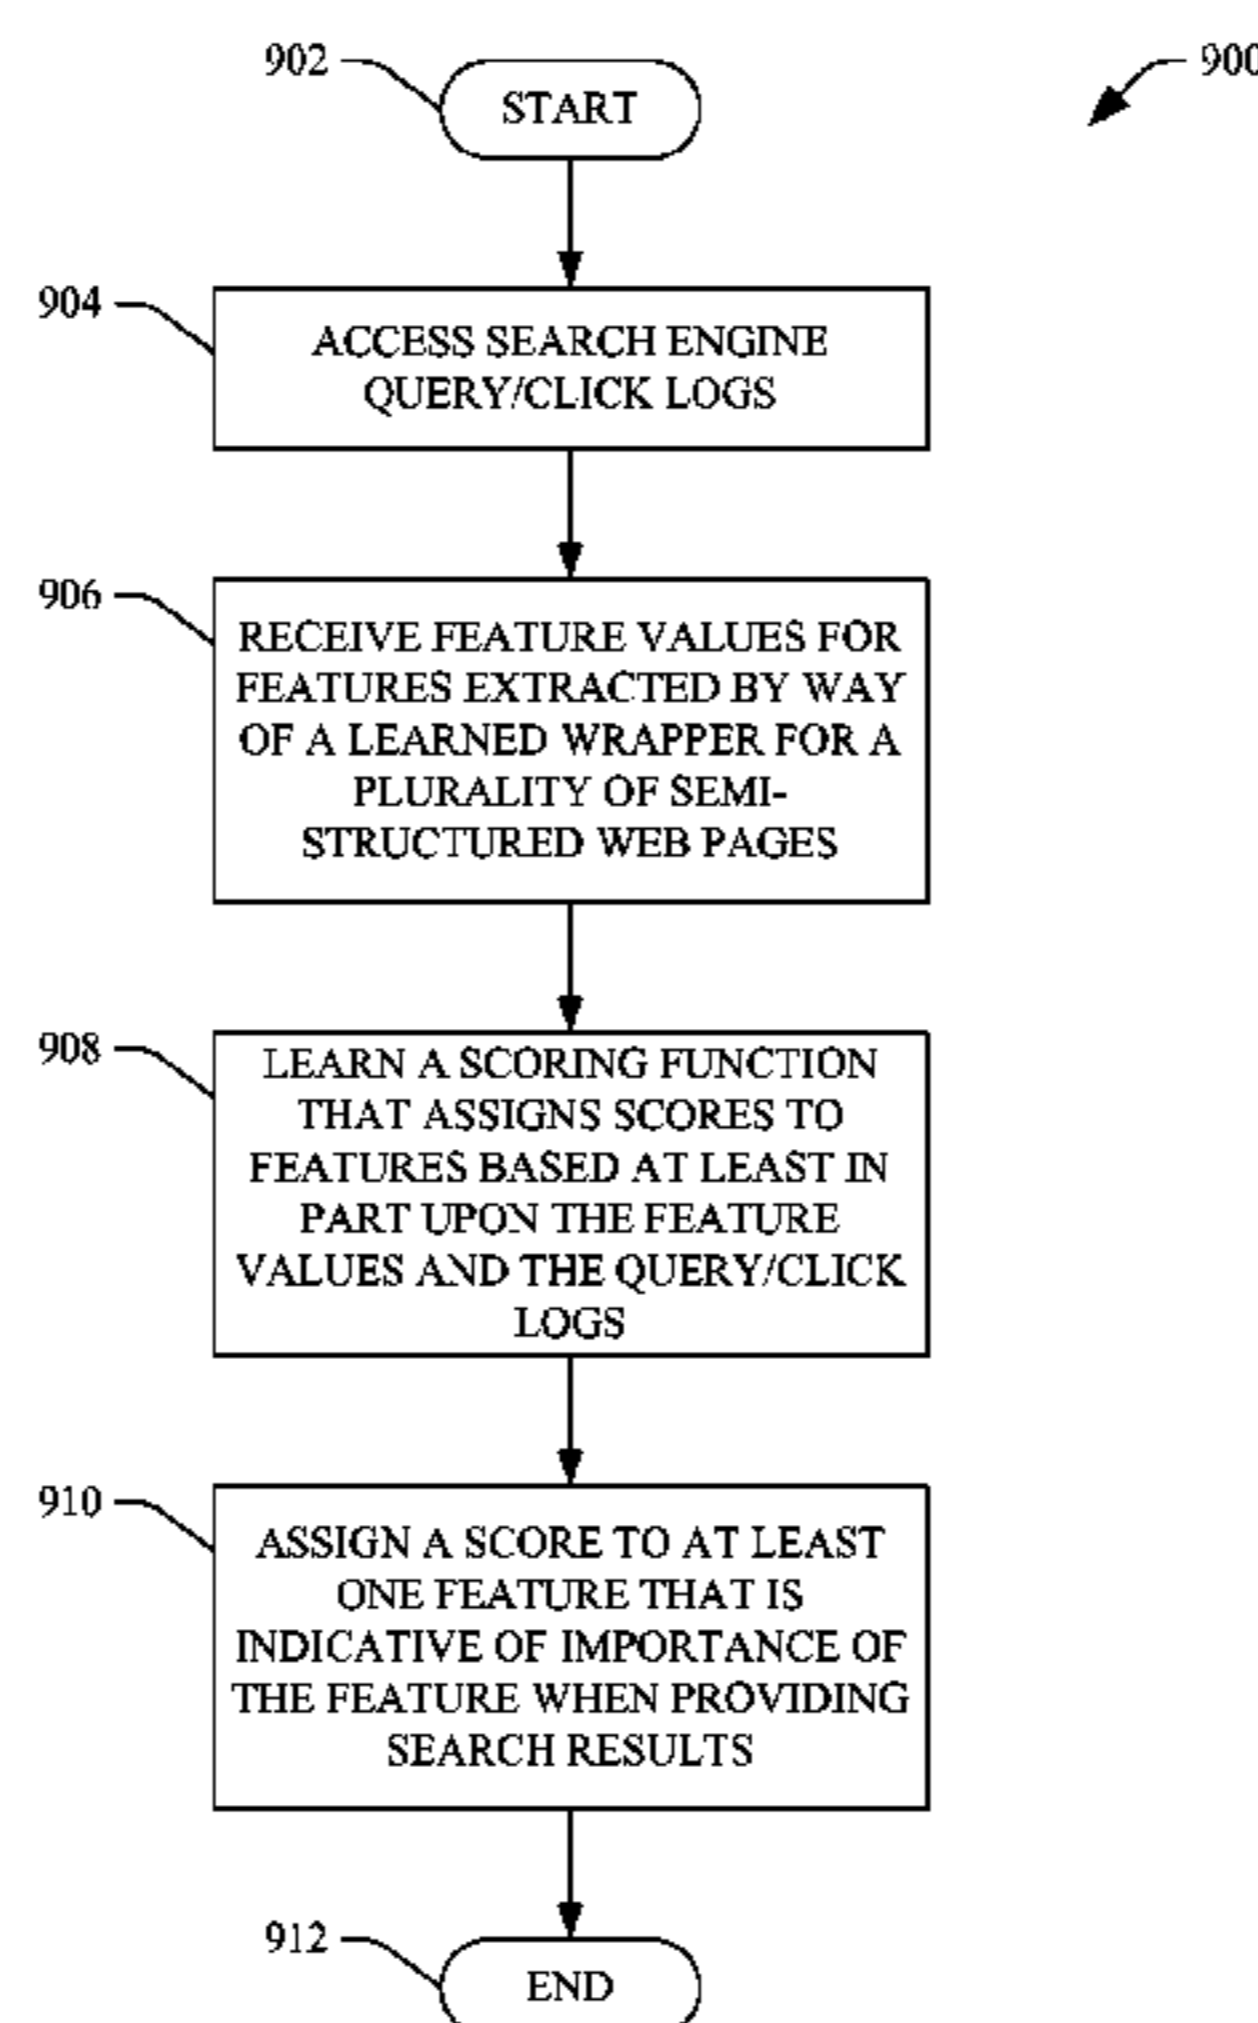 902
START
900
904
ACCESS SEARCH ENGINE
QUERY/CLICK LOGS
906
RECEIVE FEATURE VALUES FOR
FEATURES EXTRACTED BY WAY
OF A LEARNED WRAPPER FOR A
PLURALITY OF SEMI-
STRUCTURED WEB PAGES
908
LEARN A SCORING FUNCTION
THAT ASSIGNS SCORES TO
FEATURES BASED AT LEAST IN
PART UPON THE FEATURE
VALUES AND THE QUERY/CLICK
LOGS
910
ASSIGN A SCORE TO AT LEAST
ONE FEATURE THAT IS
INDICATIVE OF IMPORTANCE OF
THE FEATURE WHEN PROVIDING
SEARCH RESULTS
912
END